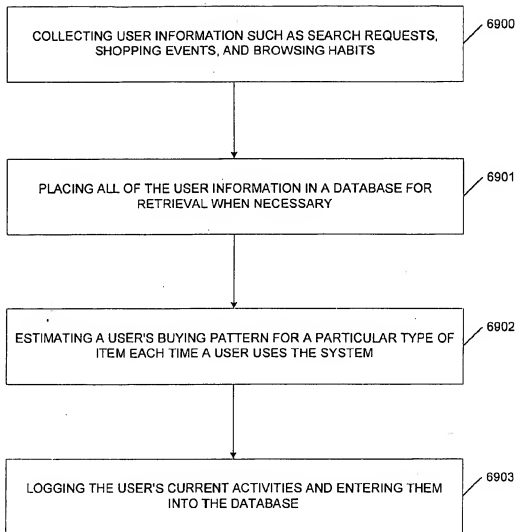 6900
COLLECTING USER INFORMATION SUCH AS SEARCH REQUESTS,
SHOPPING EVENTS, AND BROWSING HABITS
6901
PLACING ALL OF THE USER INFORMATION IN A DATABASE FOR
RETRIEVAL WHEN NECESSARY
6902
ESTIMATING A USER'S BUYING PATTERN FOR A PARTICULAR TYPE OF
ITEM EACH TIME A USER USES THE SYSTEM
6903
LOGGING THE USER'S CURRENT ACTIVITIES AND ENTERING THEM
INTO THE DATABASE